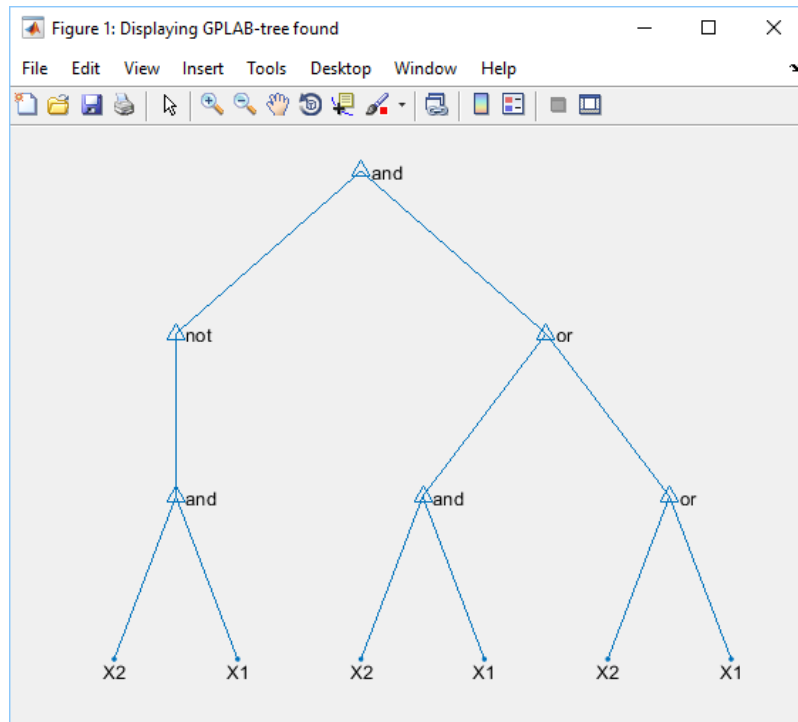 Figure 1: Displaying GPLAB-tree found
File Edit View Insert Tools Desktop Window Help
and
not or
and and or
X2 X1 X2 X1 X2 X1